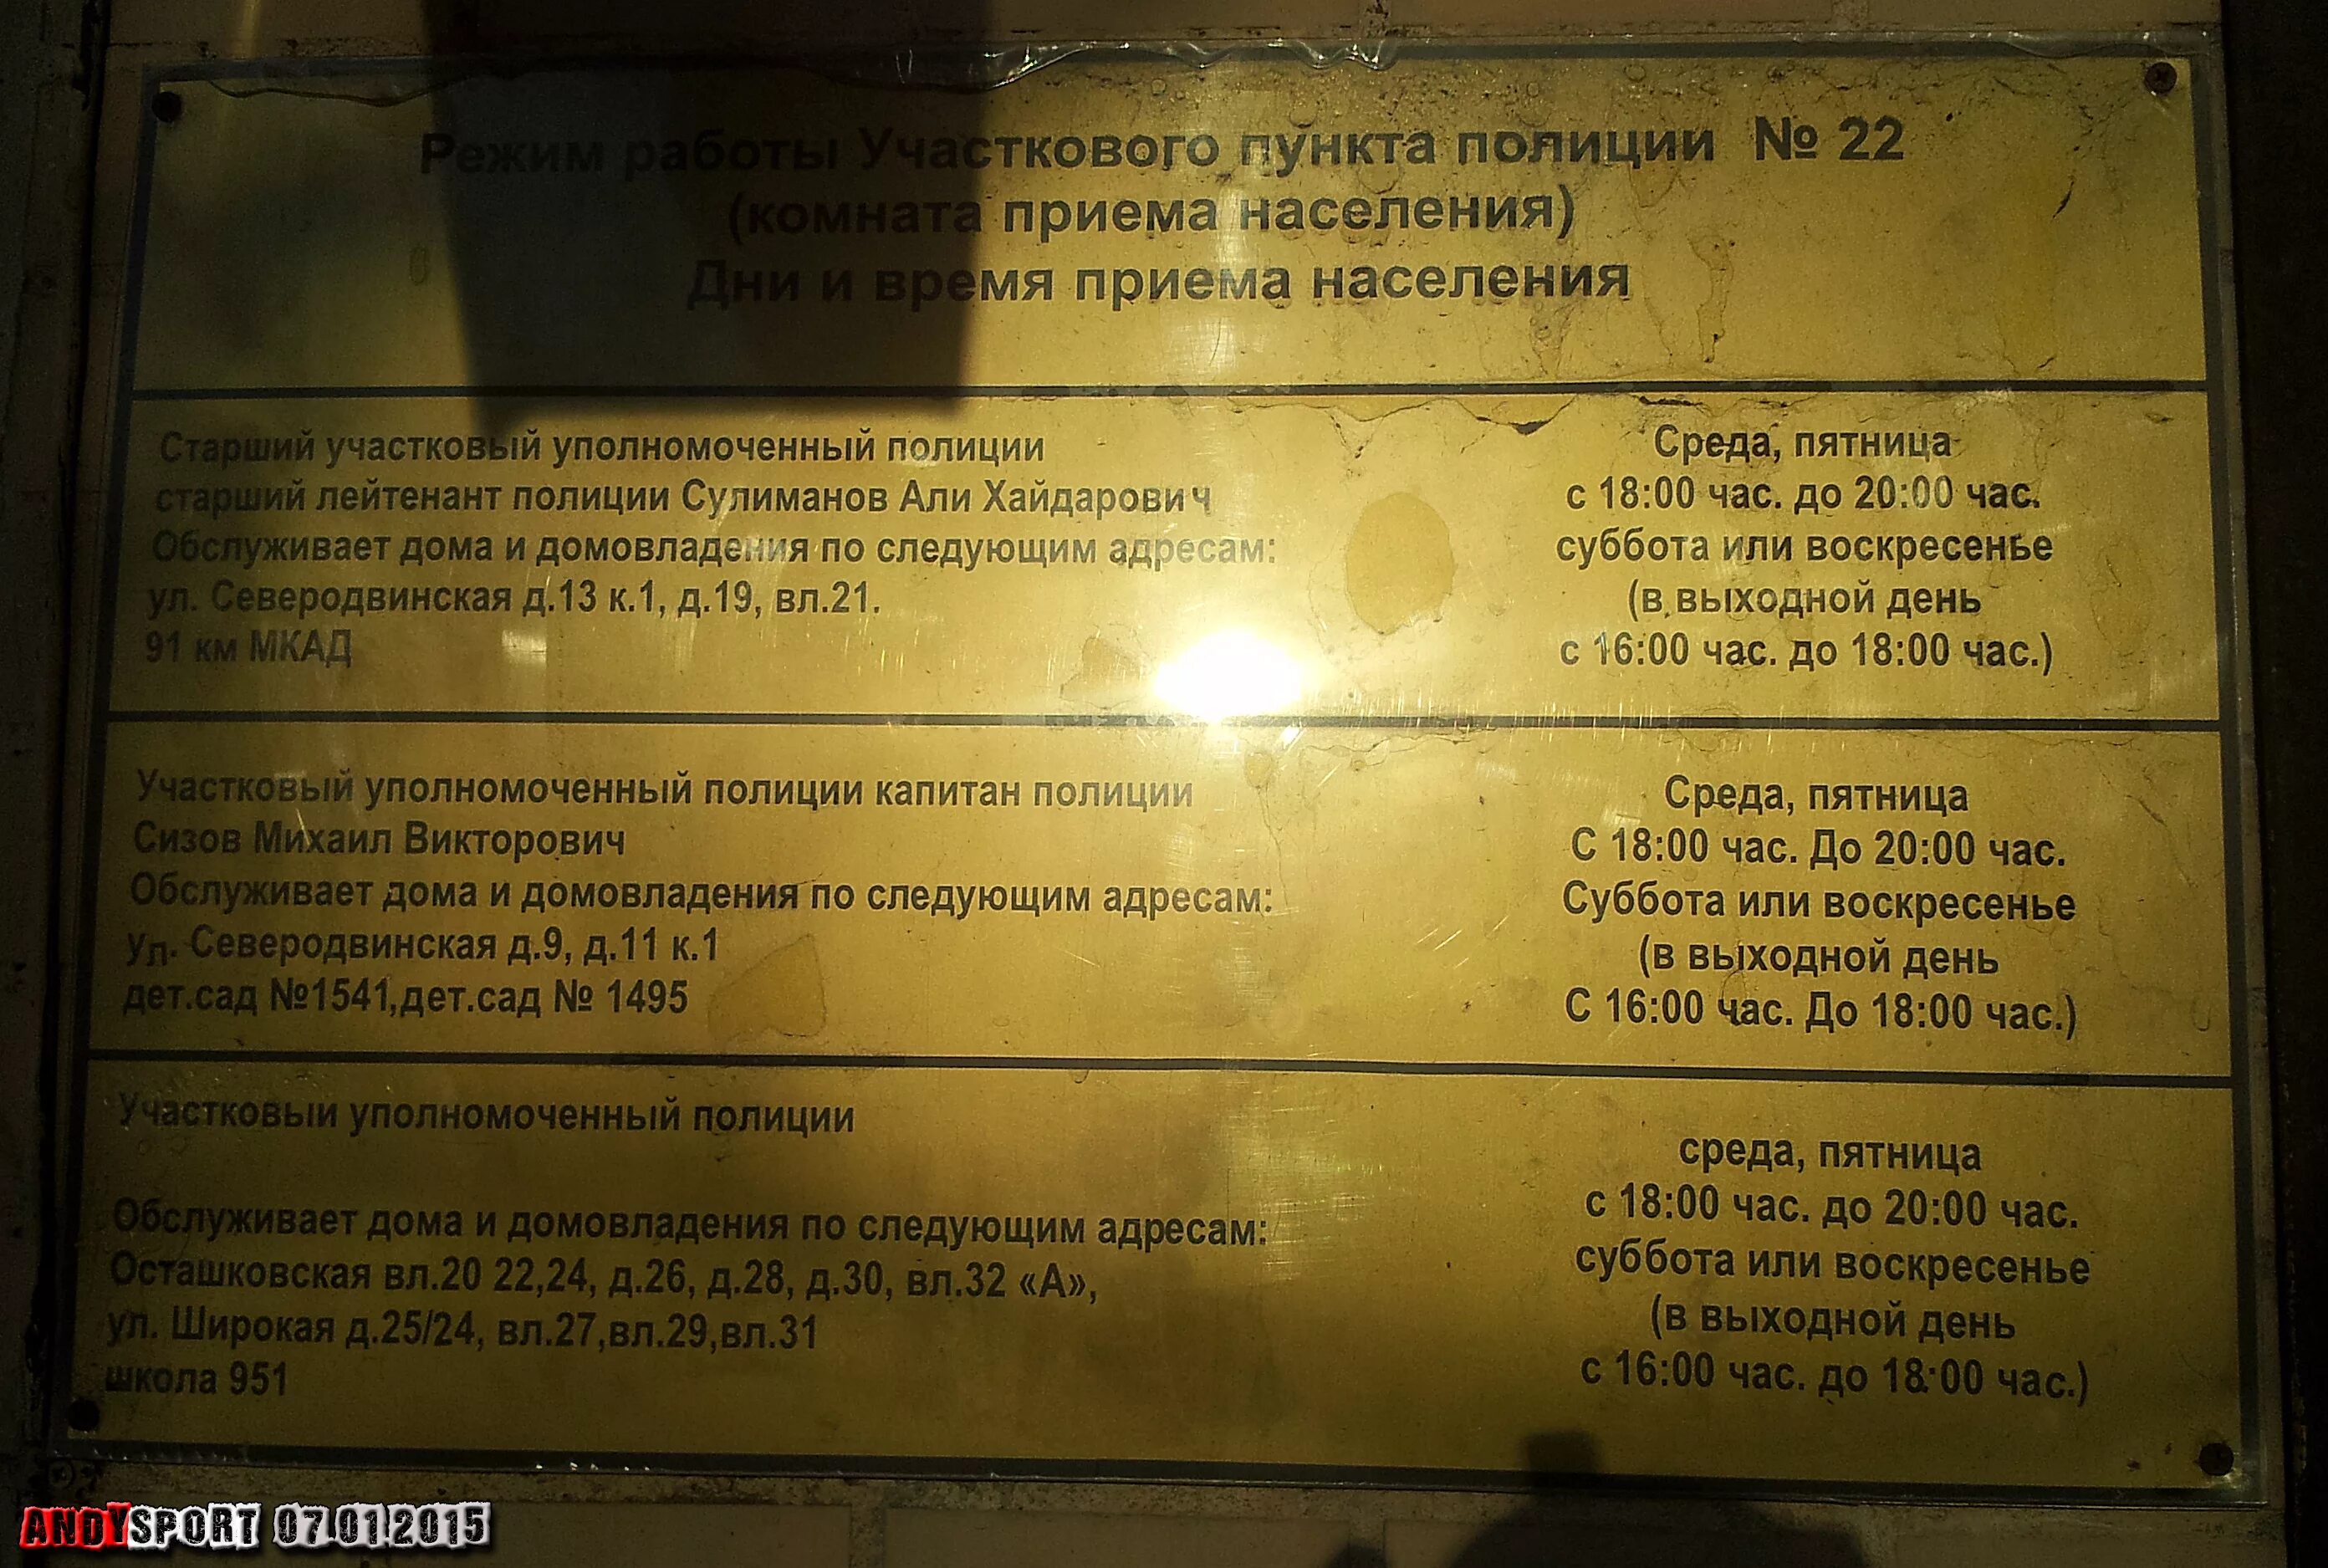 Режим работы Участкового пункта полиции № 22
(комната приема населения)
Дни и время приема населения
Старший участковый уполномоченный полиции
старший лейтенант полиции Сулиманов Али Хайдарович
Обслуживает дома и домовладения по следующим адресам:
ул. Северодвинская д.13 к.1, д.19, вл.21.
91 км МКАД
Среда, пятница
с 18:00 час. до 20:00 час.
суббота или воскресенье
(в выходной день
с 16:00 час. до 18:00 час.)
Участковый уполномоченный полиции капитан полиции
Сизов Михаил Викторович
Обслуживает дома и домовладения по следующим адресам:
ул. Северодвинская д.9, д.11 к.1
дет.сад №1541,дет.сад № 1495
Среда, пятница
С 18:00 час. До 20:00 час.
Суббота или воскресенье
(в выходной день
С 16:00 час. До 18:00 час.)
Участковыи уполномоченный полиции
Обслуживает дома и домовладения по следующим адресам:
Осташковская вл.20 22,24, д.26, д.28, д.30, вл.32 «А»,
ул. Широкая д.25/24, вл.27,вл.29,вл.31
школа 951
среда, пятница
с 18:00 час. до 20:00 час.
суббота или воскресенье
(в выходной день
с 16:00 час. до 18:00 час.)
ANDYSPORT 07.01.2015